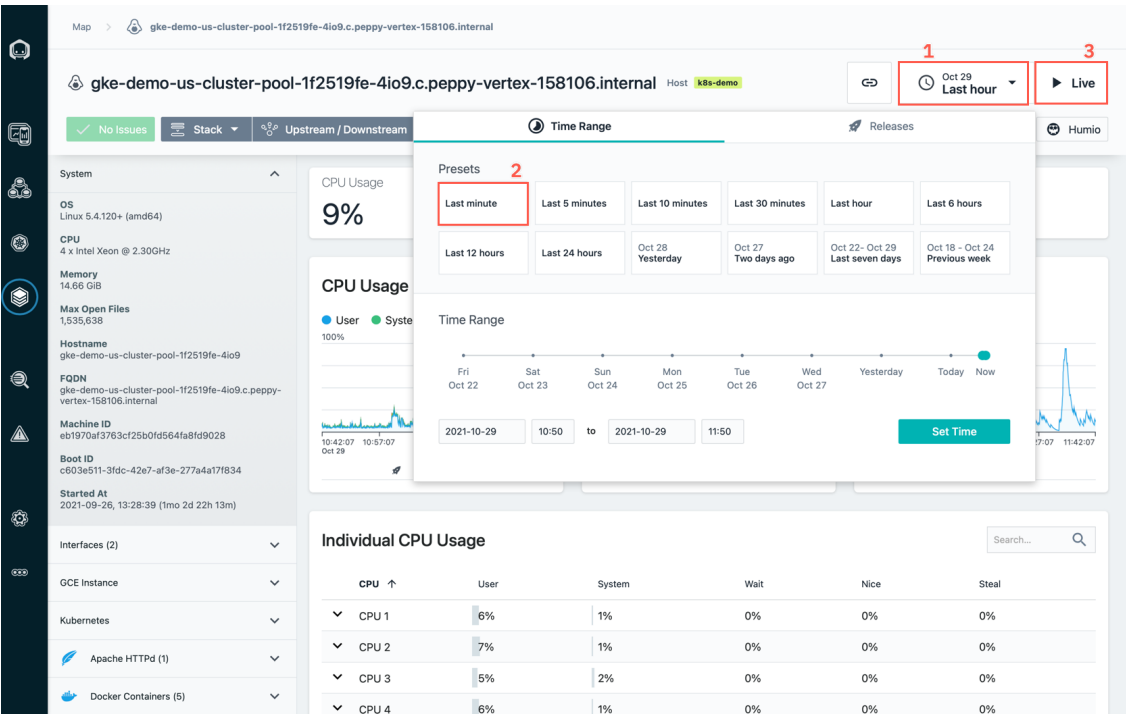 Map > gke-demo-us-cluster-pool-1f2519fe-4io9.c.peppy-vertex-158106.internal
1
3
gke-demo-us-cluster-pool-1f2519fe-4io9.c.peppy-vertex-158106.internal Host k8s-demo
Oct 29
Last hour
Live
No Issues
Stack
Upstream / Downstream
Humio
Time Range
Releases
System
OS
Linux 5.4.120+ (amd64)
CPU
4 x Intel Xeon @ 2.30GHz
Memory
14.66 GiB
Max Open Files
1,535,638
Hostname
gke-demo-us-cluster-pool-1f2519fe-4io9
FQDN
gke-demo-us-cluster-pool-1f2519fe-4io9.c.peppy-
vertex-158106.internal
Machine ID
eb1970af3763cf25b0fd564fa8fd9028
Boot ID
c603e511-3fdc-42e7-af3e-277a4a17f834
Started At
2021-09-26, 13:28:39 (1mo 2d 22h 13m)
Interfaces (2)
GCE Instance
Kubernetes
Apache HTTPd (1)
Docker Containers (5)
CPU Usage
9%
CPU Usage
User
Syste
100%
10:42:07 10:57:07
Oct 29
7:07 11:42:07
Presets
2
Last minute
Last 5 minutes
Last 10 minutes
Last 30 minutes
Last hour
Last 6 hours
Last 12 hours
Last 24 hours
Oct 28
Yesterday
Oct 27
Two days ago
Oct 22- Oct 29
Last seven days
Oct 18 - Oct 24
Previous week
Time Range
Fri
Oct 22
Sat
Oct 23
Sun
Oct 24
Mon
Oct 25
Tue
Oct 26
Wed
Oct 27
Yesterday
Today
Now
2021-10-29 10:50 to 2021-10-29 11:50
Set Time
Individual CPU Usage
Search...
CPU ↑ User System Wait Nice Steal
CPU 1 6% 1% 0% 0% 0%
CPU 2 7% 1% 0% 0% 0%
CPU 3 5% 2% 0% 0% 0%
CPU 4 6% 1% 0% 0% 0%